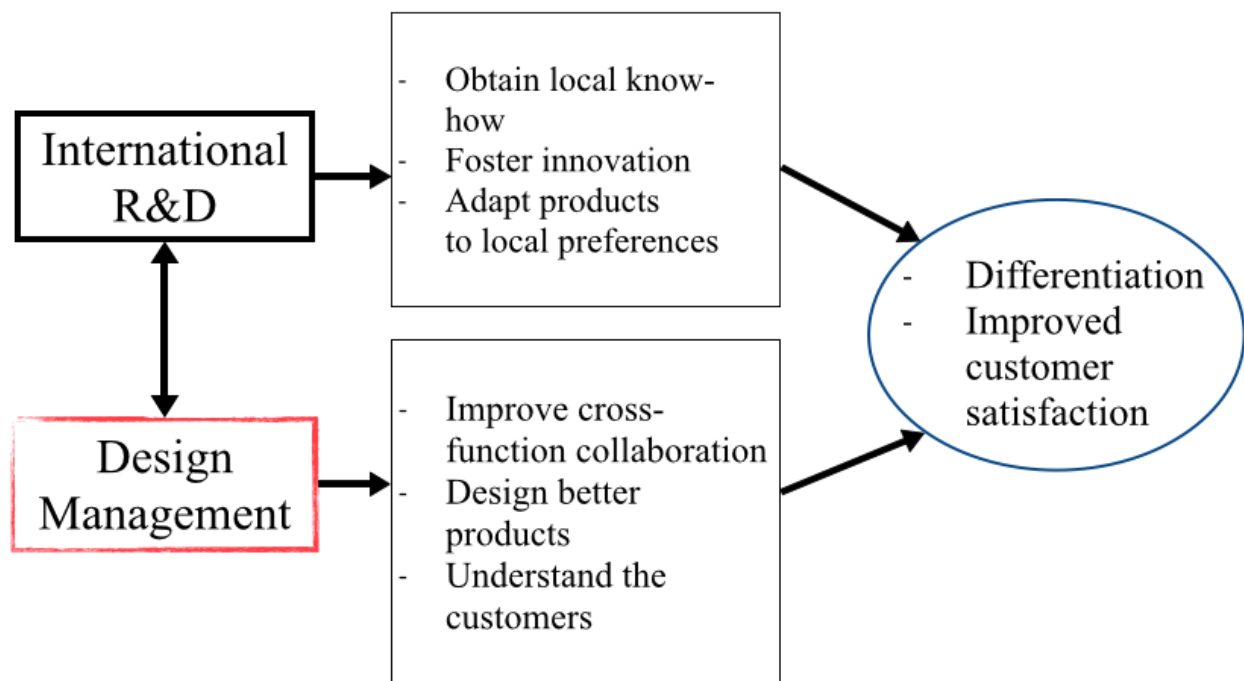 International
R&D
- Obtain local know-
how
- Foster innovation
- Adapt products
to local preferences
Design
Management
- Improve cross-
function collaboration
- Design better
products
- Understand the
customers
- Differentiation
- Improved
customer
satisfaction